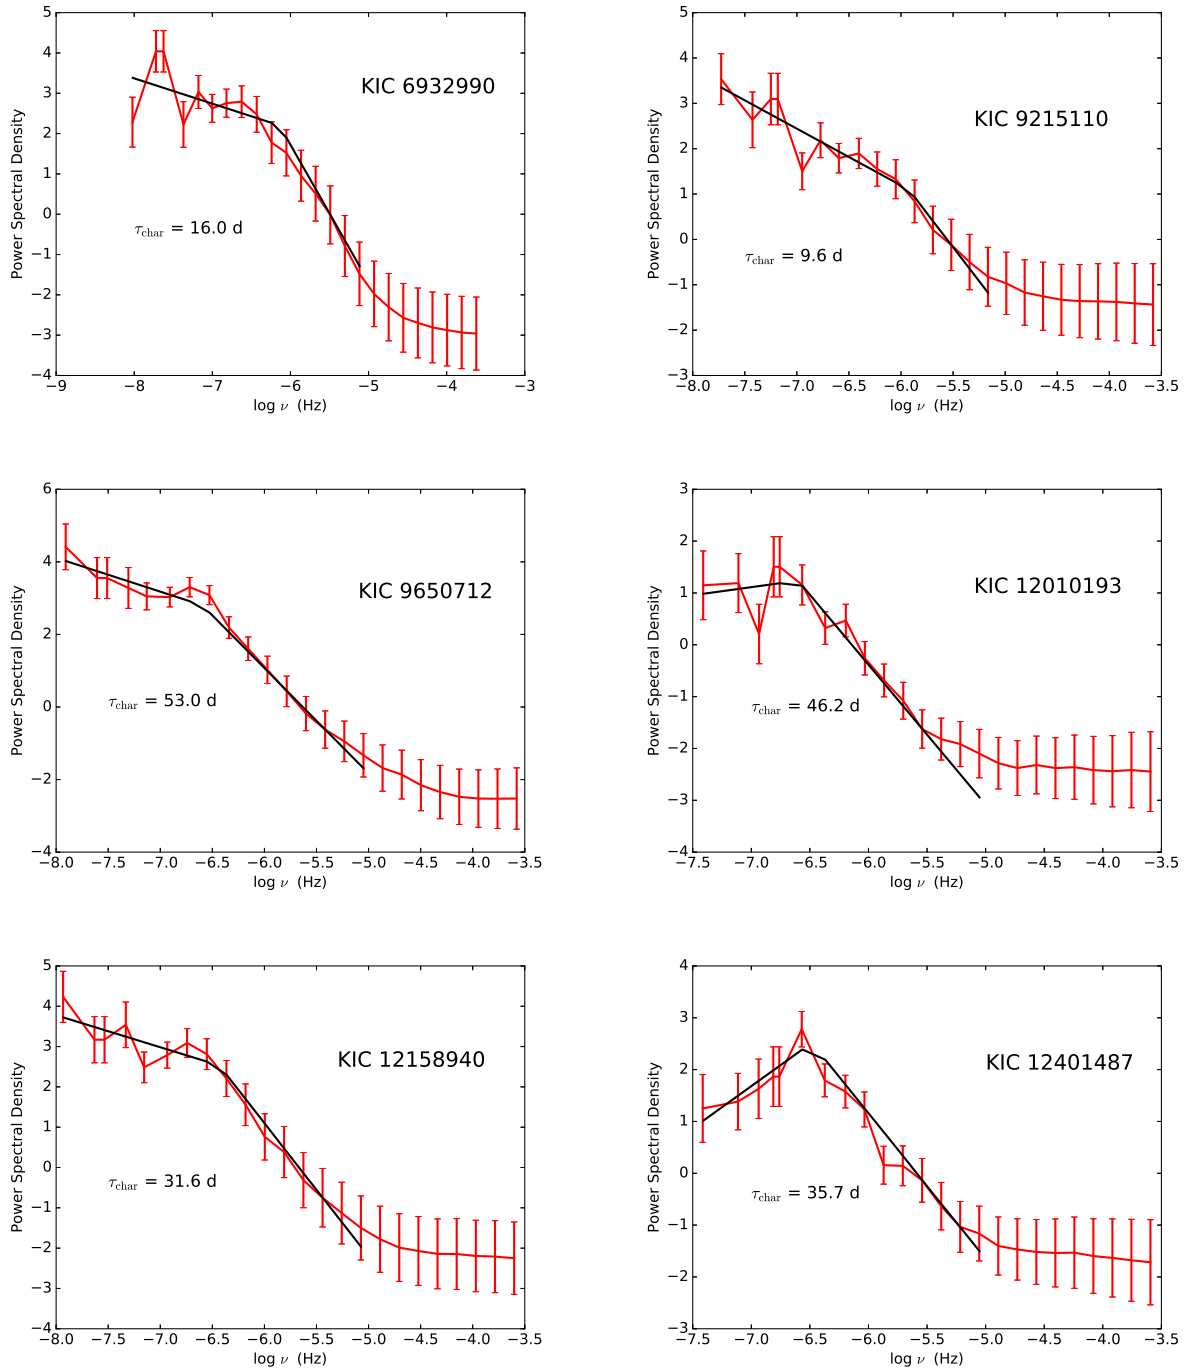 5
4
3
2
1
0
−1
−2
−3
−4
−9 −8 −7 −6 −5 −4 −3
log ν (Hz)
Power Spectral Density
KIC 6932990
τchar = 16.0 d
5
4
3
2
1
0
−1
−2
−3
−8.0 −7.5 −7.0 −6.5 −6.0 −5.5 −5.0 −4.5 −4.0 −3.5
log ν (Hz)
Power Spectral Density
KIC 9215110
τchar = 9.6 d
6
4
2
0
−2
−4
−8.0 −7.5 −7.0 −6.5 −6.0 −5.5 −5.0 −4.5 −4.0 −3.5
log ν (Hz)
Power Spectral Density
KIC 9650712
τchar = 53.0 d
3
2
1
0
−1
−2
−3
−4
−7.5 −7.0 −6.5 −6.0 −5.5 −5.0 −4.5 −4.0 −3.5
log ν (Hz)
Power Spectral Density
KIC 12010193
τchar = 46.2 d
5
4
3
2
1
0
−1
−2
−3
−4
−8.0 −7.5 −7.0 −6.5 −6.0 −5.5 −5.0 −4.5 −4.0 −3.5
log ν (Hz)
Power Spectral Density
KIC 12158940
τchar = 31.6 d
4
3
2
1
0
−1
−2
−3
−7.5 −7.0 −6.5 −6.0 −5.5 −5.0 −4.5 −4.0 −3.5
log ν (Hz)
Power Spectral Density
KIC 12401487
τchar = 35.7 d